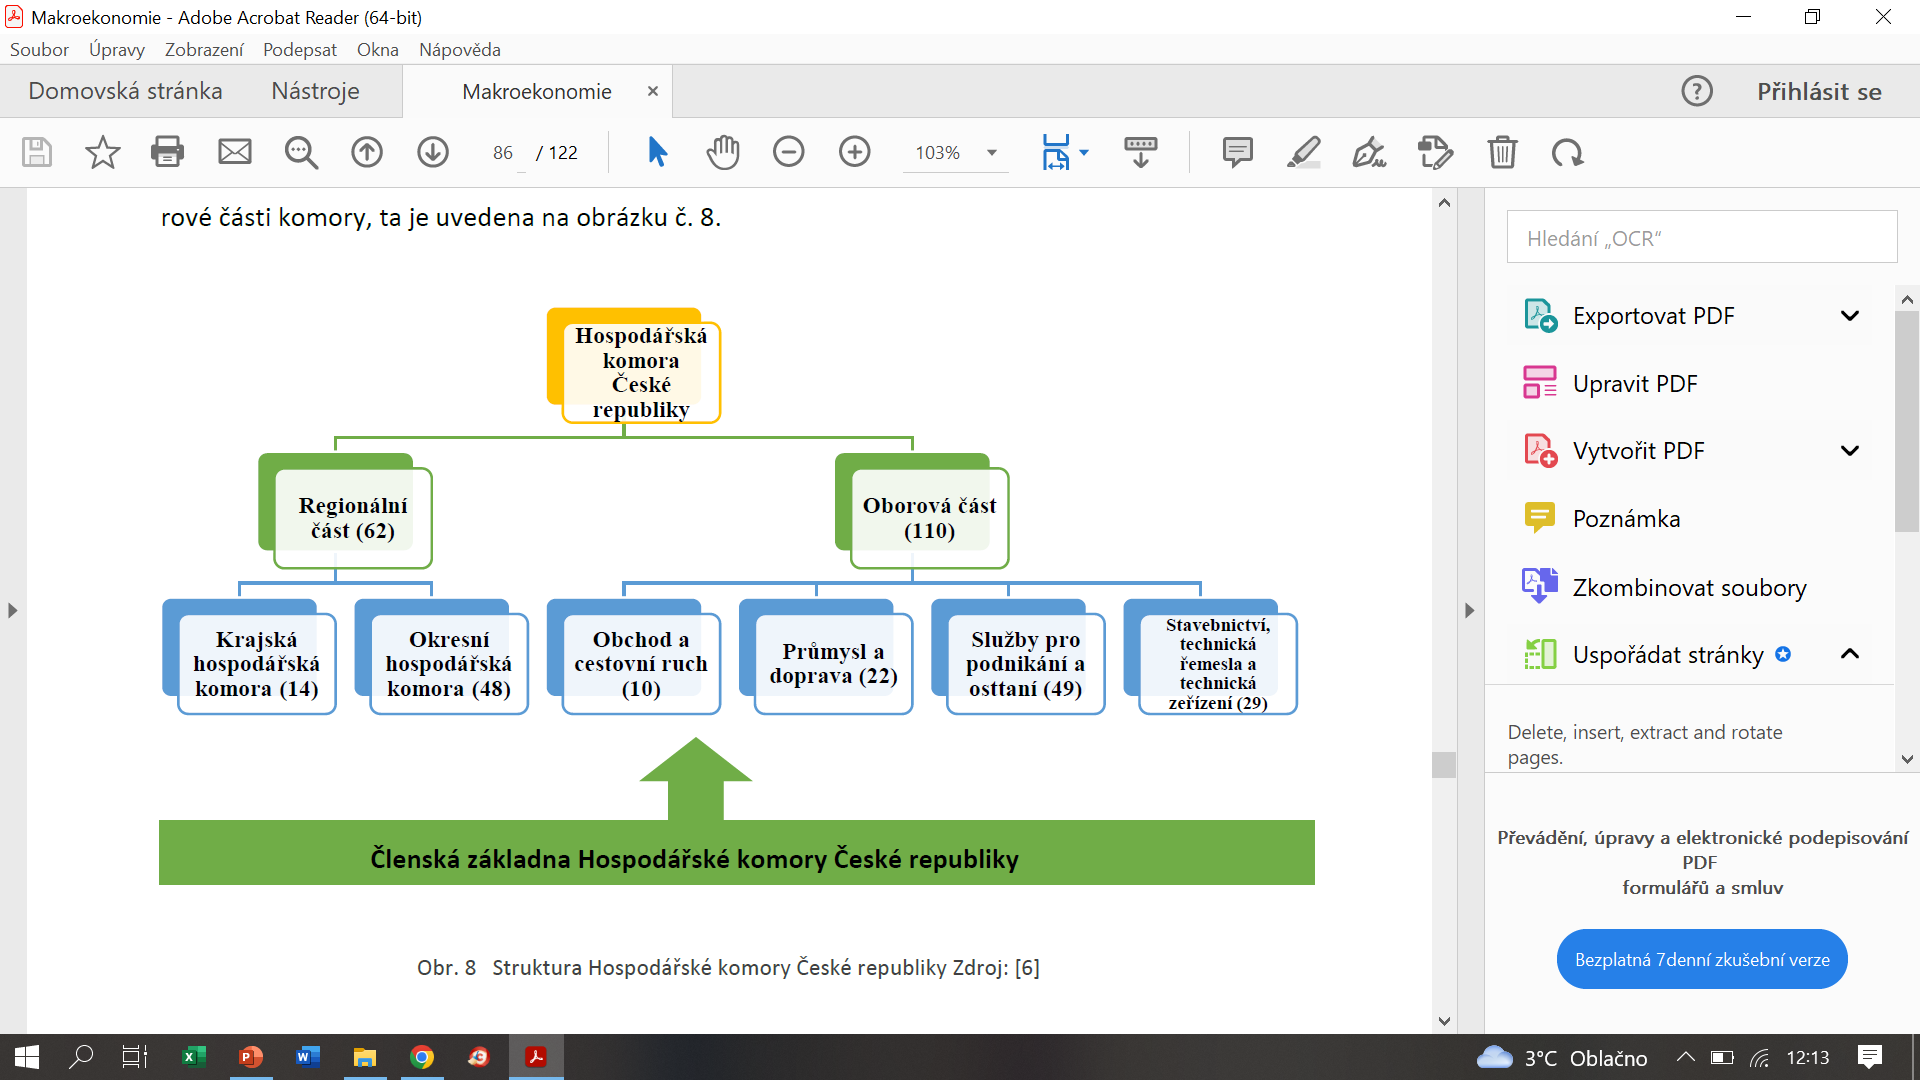 Makroekonomie - Adobe Acrobat Reader (64-bit)
Soubor Úpravy Zobrazení Podepsat Okna Nápověda
Domovská stránka Nástroje Makroekonomie × Přihlásit se
86 / 122 103%
rové části komory, ta je uvedena na obrázku č. 8.
Hospodářská
komora
České
republiky
Regionální
část (62)
Oborová část
(110)
Krajská
hospodářská
komora (14)
Okresní
hospodářská
komora (48)
Obchod a
cestovní ruch
(10)
Průmysl a
doprava (22)
Služby pro
podnikání a
osttaní (49)
Stavebnictví,
technická
řemesla a
technická
zeřízení (29)
Členská základna Hospodářské komory České republiky
Obr. 8 Struktura Hospodářské komory České republiky Zdroj: [6]
Hledání „OCR“
Exportovat PDF
Upravit PDF
Vytvořit PDF
Poznámka
Zkombinovat soubory
Uspořádat stránky
Delete, insert, extract and rotate
pages.
Převádění, úpravy a elektronické podepisování
PDF
formulářů a smluv
Bezplatná 7denní zkušební verze
3°C Oblačno 12:13